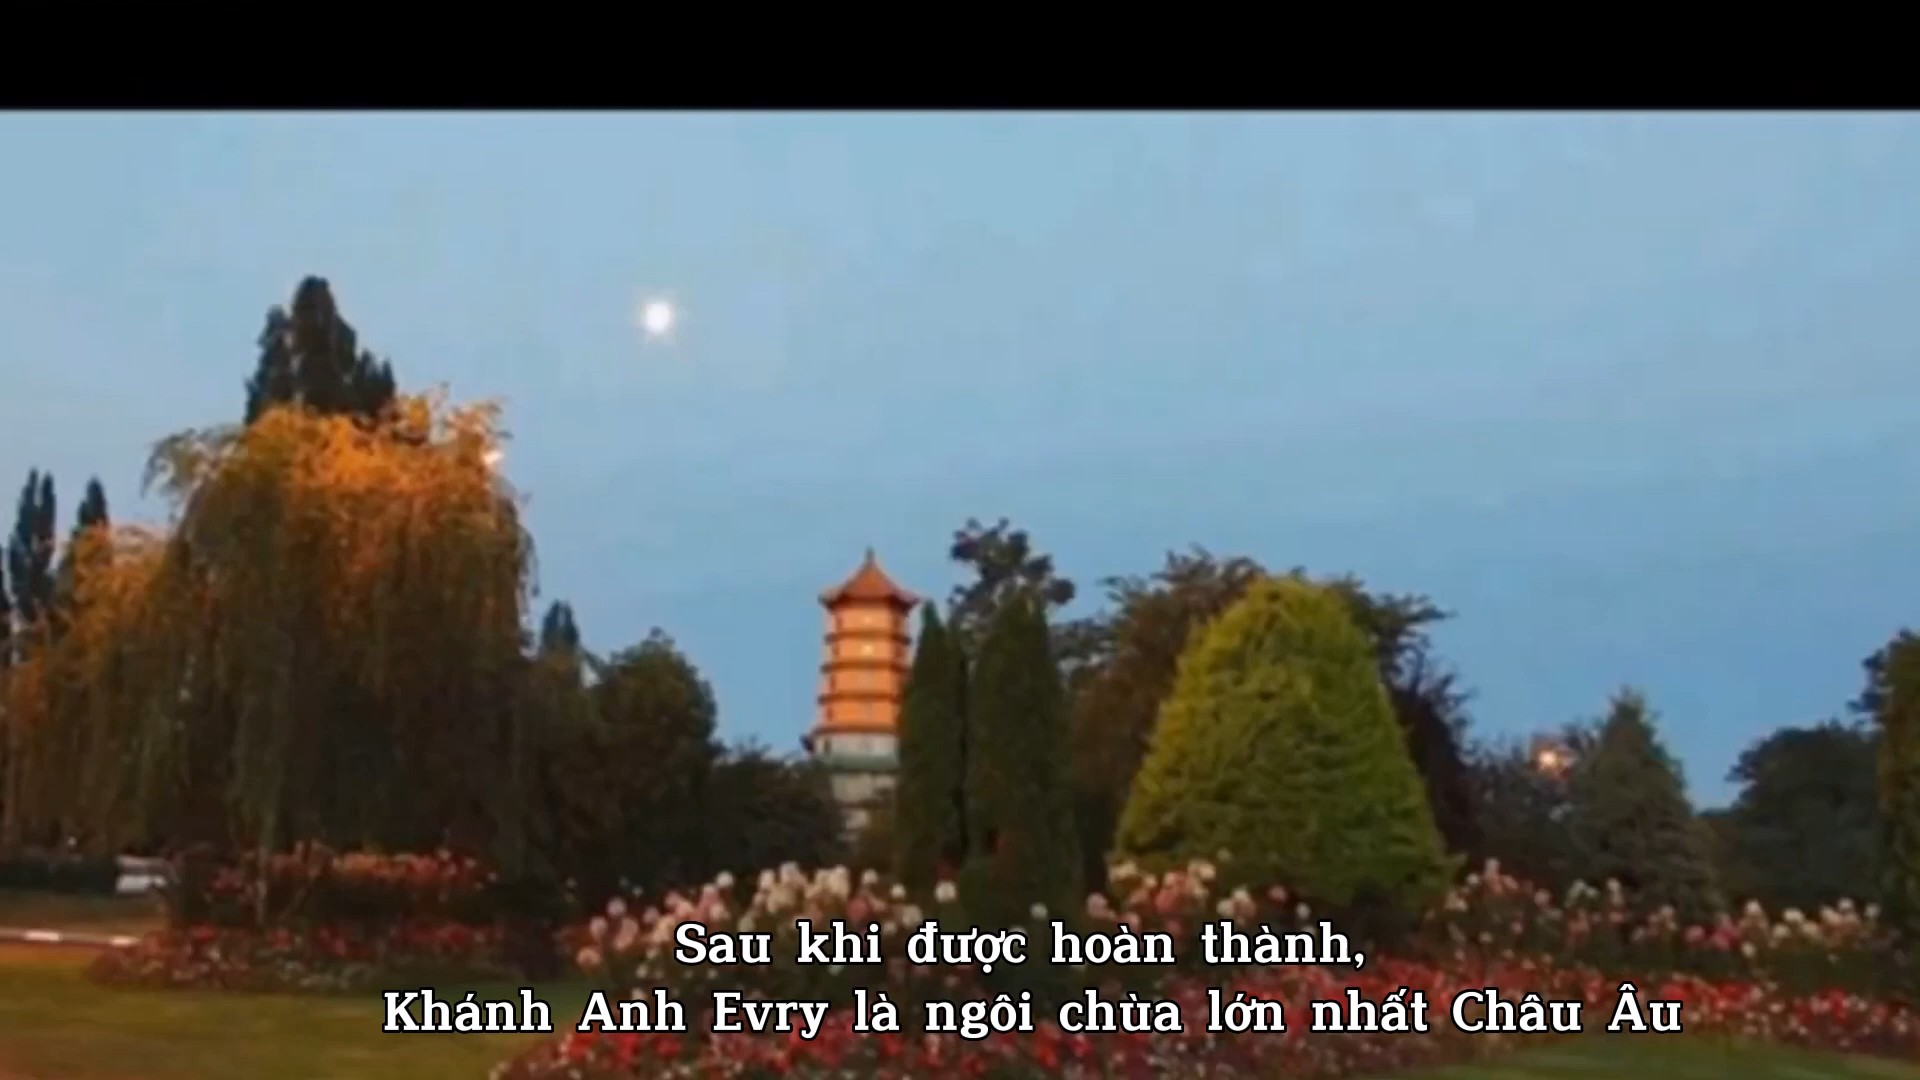 Sau khi được hoàn thành,
Khánh Anh Evry là ngôi chùa lớn nhất Châu Âu